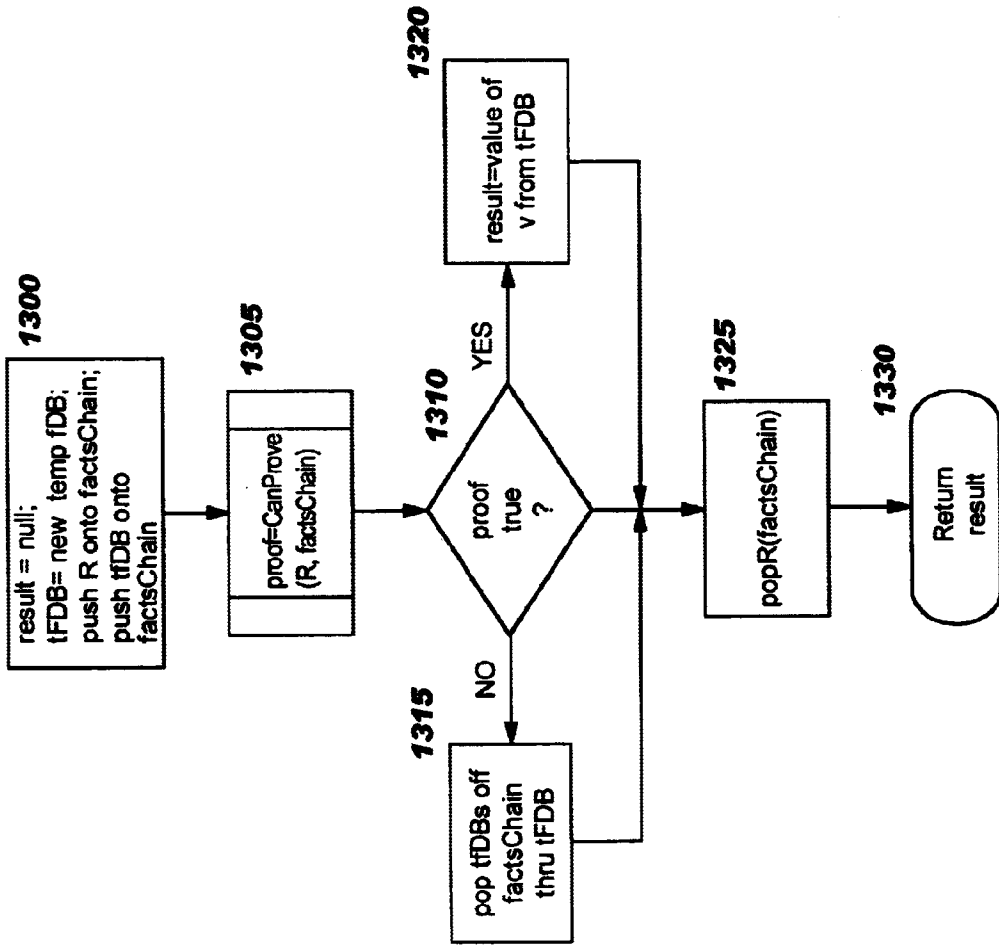 1300
result = null;
tFDB= new temp fDB;
push R onto factsChain;
push tfDB onto
factsChain
1305
proof=CanProve
(R, factsChain)
1310
proof
true
?
NO
YES
1315
pop tfDBs off
factsChain
thru tFDB
1320
result=value of
v from tFDB
1325
popR(factsChain)
1330
Return
result